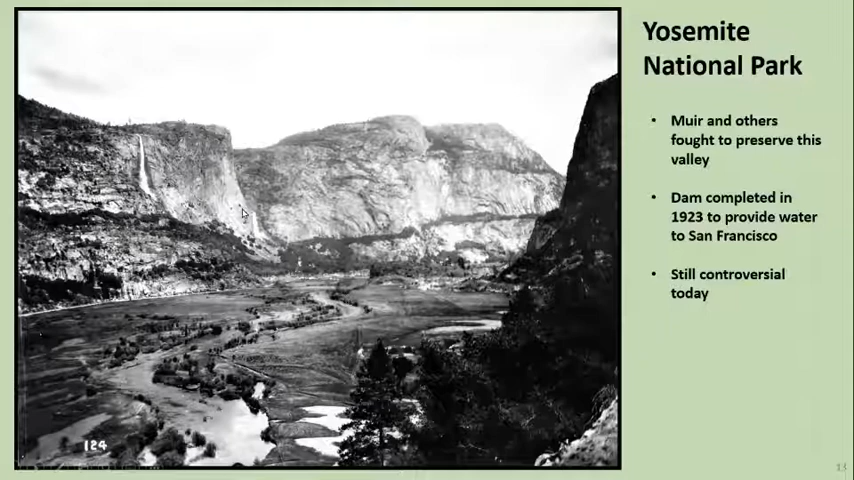 Yosemite
National Park
• Muir and others
fought to preserve this
valley
• Dam completed in
1923 to provide water
to San Francisco
• Still controversial
today
124
13